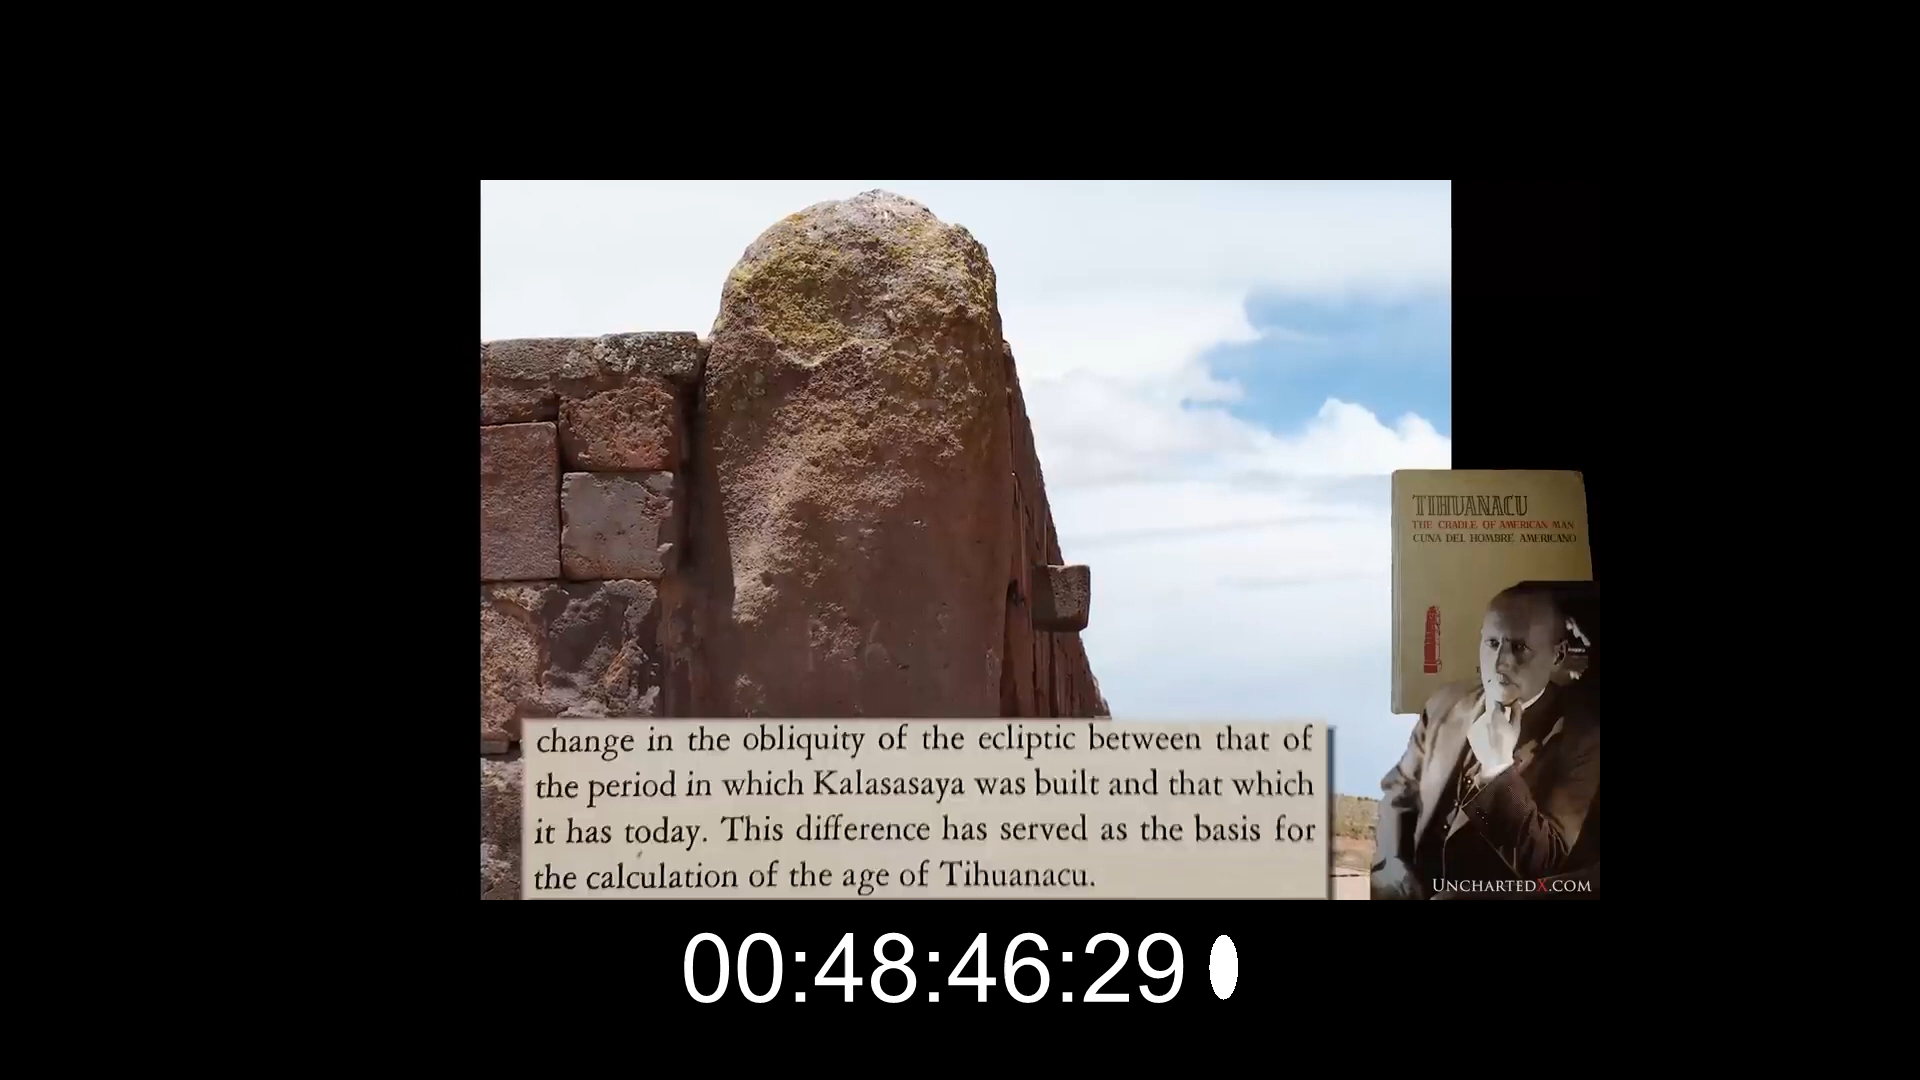 TIHUANACU
THE CRADLE OF AMERICAN MAN
CUNA DEL HOMBRE AMERICANO
change in the obliquity of the ecliptic between that of
the period in which Kalasasaya was built and that which
it has today. This difference has served as the basis for
the calculation of the age of Tihuanacu.
UNCHARTEDX.COM
00:48:46:29